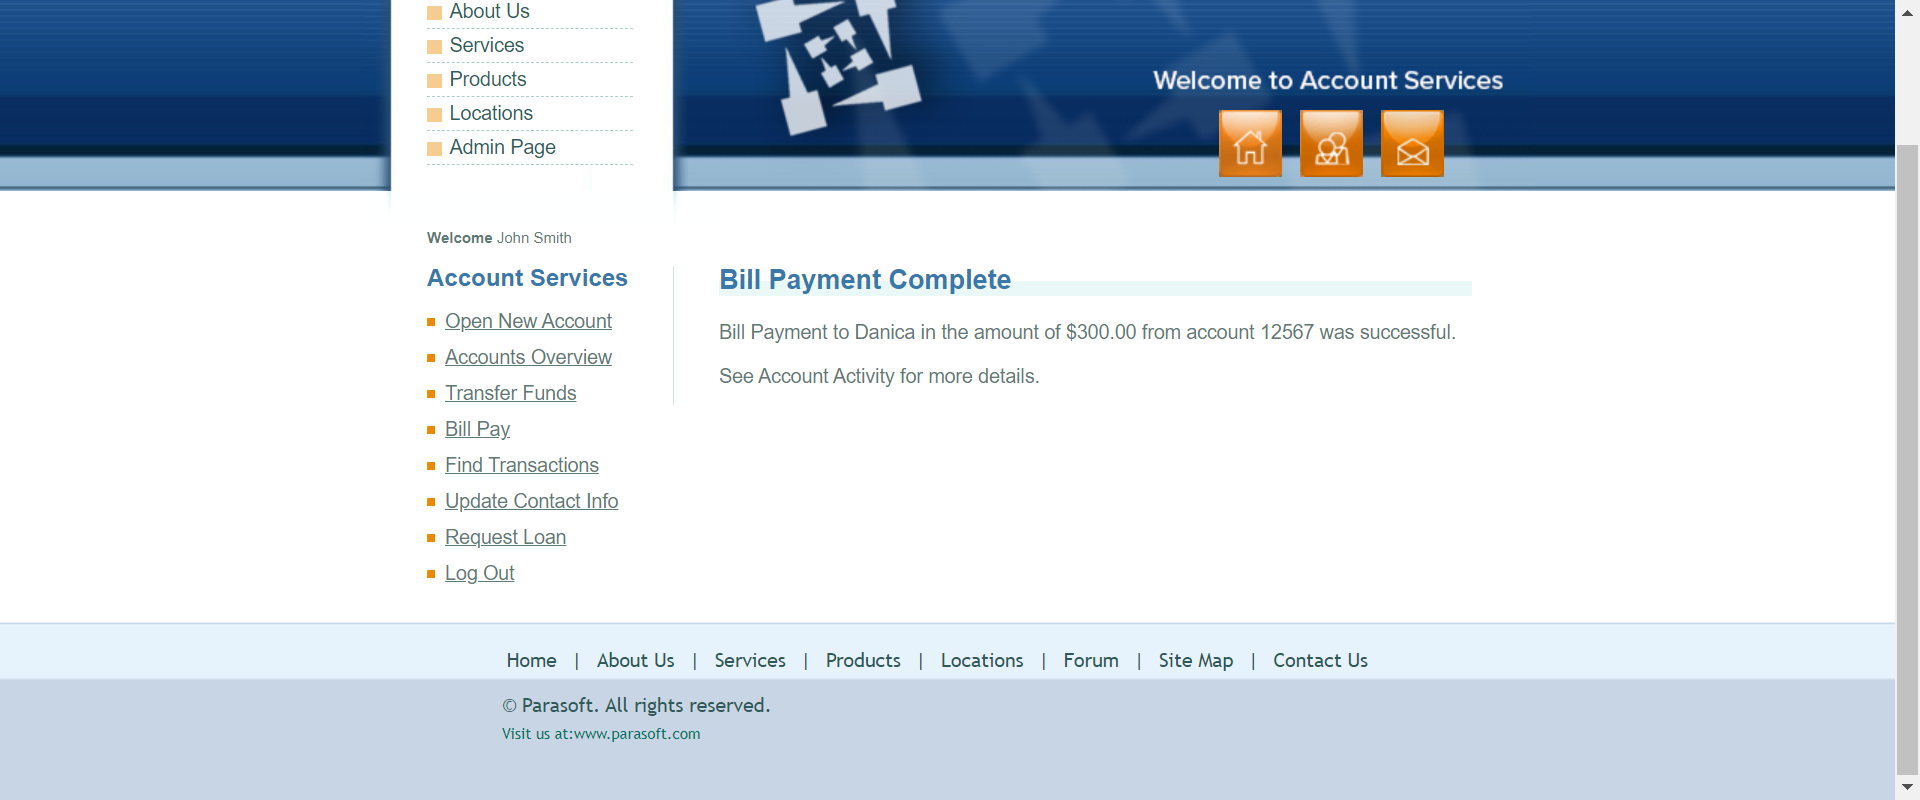 About Us
Services
Products
Locations
Admin Page
Welcome to Account Services
Welcome John Smith
Account Services
Open New Account
Accounts Overview
Transfer Funds
Bill Pay
Find Transactions
Update Contact Info
Request Loan
Log Out
Bill Payment Complete
Bill Payment to Danica in the amount of $300.00 from account 12567 was successful.
See Account Activity for more details.
Home | About Us | Services | Products | Locations | Forum | Site Map | Contact Us
© Parasoft. All rights reserved.
Visit us at:www.parasoft.com